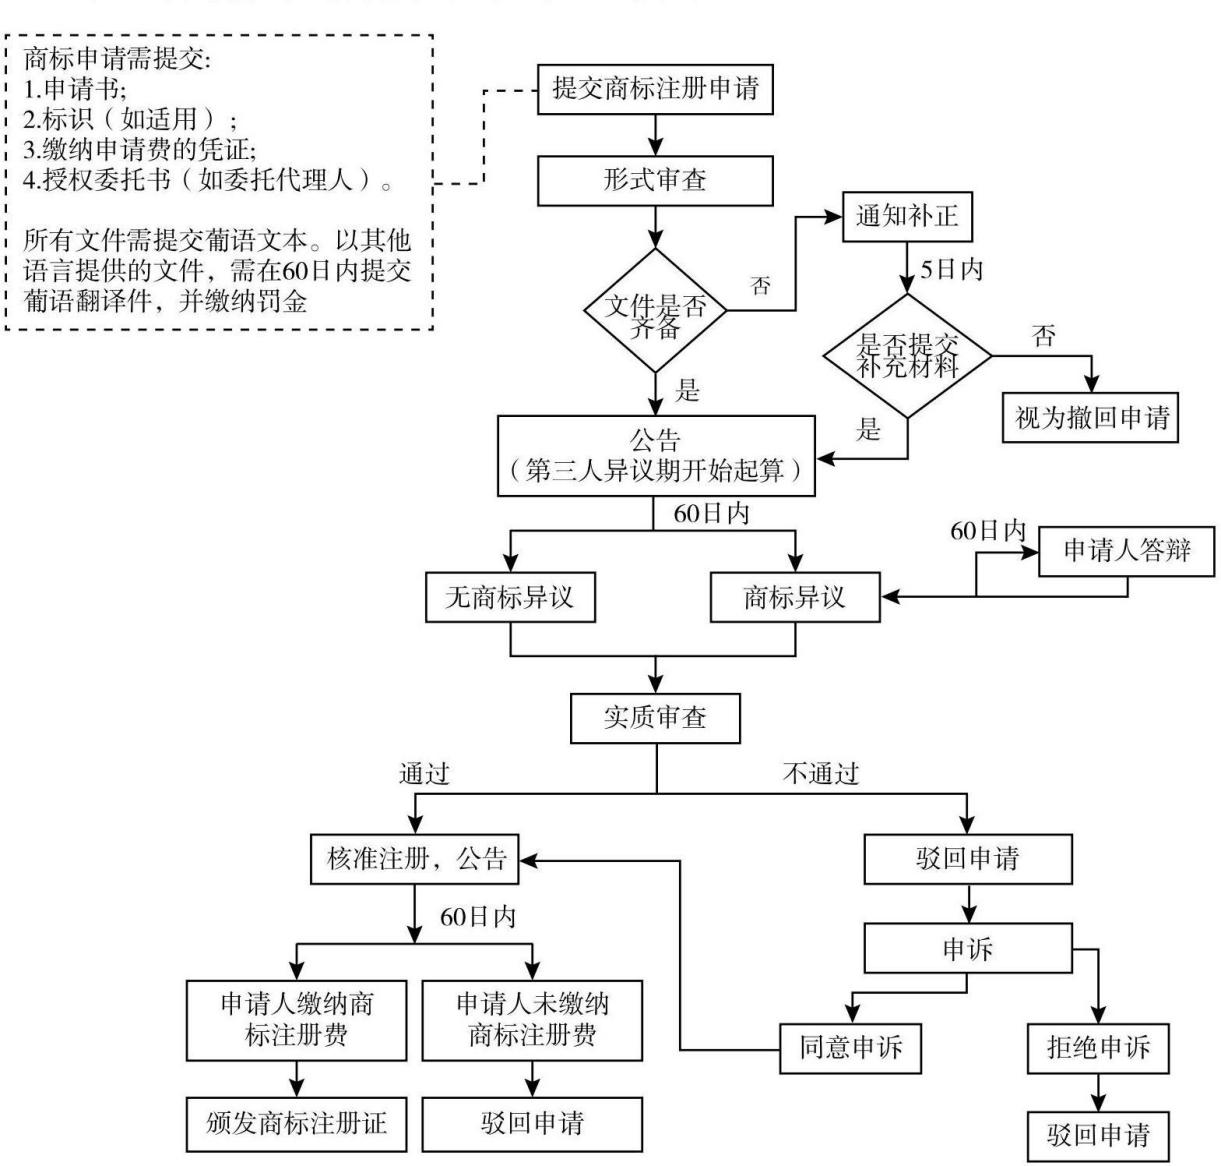 商标申请需提交:
1.申请书;
2.标识（如适用）;
3.缴纳申请费的凭证;
4.授权委托书（如委托代理人）。
所有文件需提交葡语文本。以其他
语言提供的文件，需在60日内提交
葡语翻译件，并缴纳罚金
提交商标注册申请
形式审查
文件是否
齐备
否
通知补正
5日内
是否提交
补充材料
否
视为撤回申请
是
是
公告
（第三人异议期开始起算）
60日内
无商标异议
商标异议
60日内
申请人答辩
实质审查
通过
不通过
核准注册，公告
驳回申请
60日内
申诉
申请人缴纳商
标注册费
申请人未缴纳
商标注册费
同意申诉
拒绝申诉
颁发商标注册证
驳回申请
驳回申请